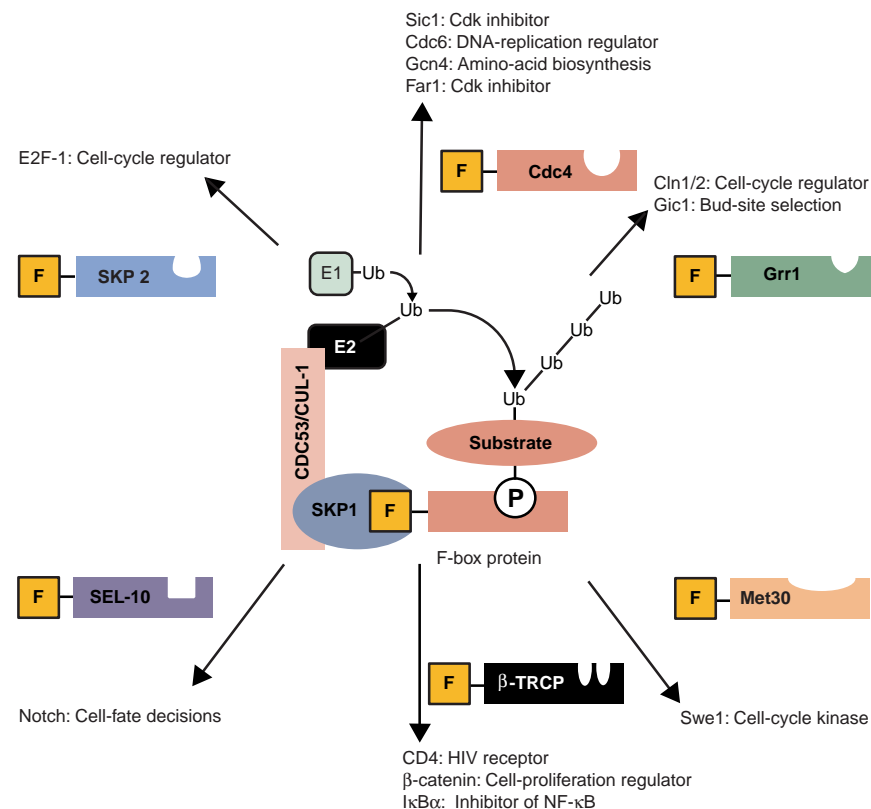 Sic1: Cdk inhibitor
Cdc6: DNA-replication regulator
Gcn4: Amino-acid biosynthesis
Far1: Cdk inhibitor
E2F-1: Cell-cycle regulator
F
Cdc4
Cln1/2: Cell-cycle regulator
Gic1: Bud-site selection
F
SKP 2
E1
Ub
F
Grr1
Ub
Ub
Ub
Ub
Ub
E2
CDC53/CUL-1
Substrate
P
SKP1
F
F-box protein
F
SEL-10
F
Met30
F
β-TRCP
Notch: Cell-fate decisions
Swe1: Cell-cycle kinase
CD4: HIV receptor
β-catenin: Cell-proliferation regulator
IκBα: Inhibitor of NF-κB